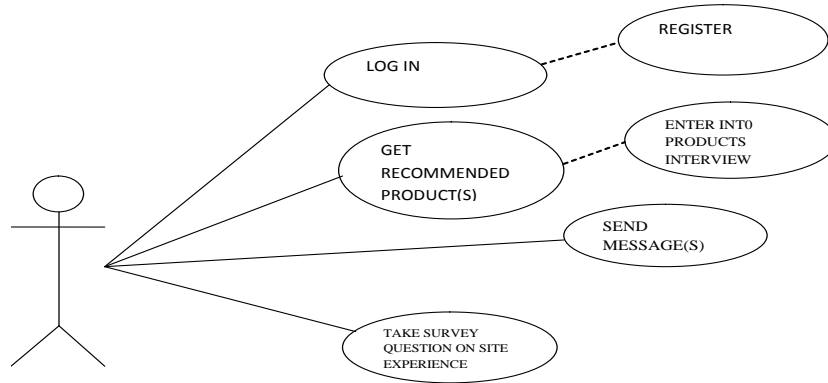 REGISTER
LOG IN
ENTER INT0
PRODUCTS
INTERVIEW
GET
RECOMMENDED
PRODUCT(S)
SEND
MESSAGE(S)
TAKE SURVEY
QUESTION ON SITE
EXPERIENCE